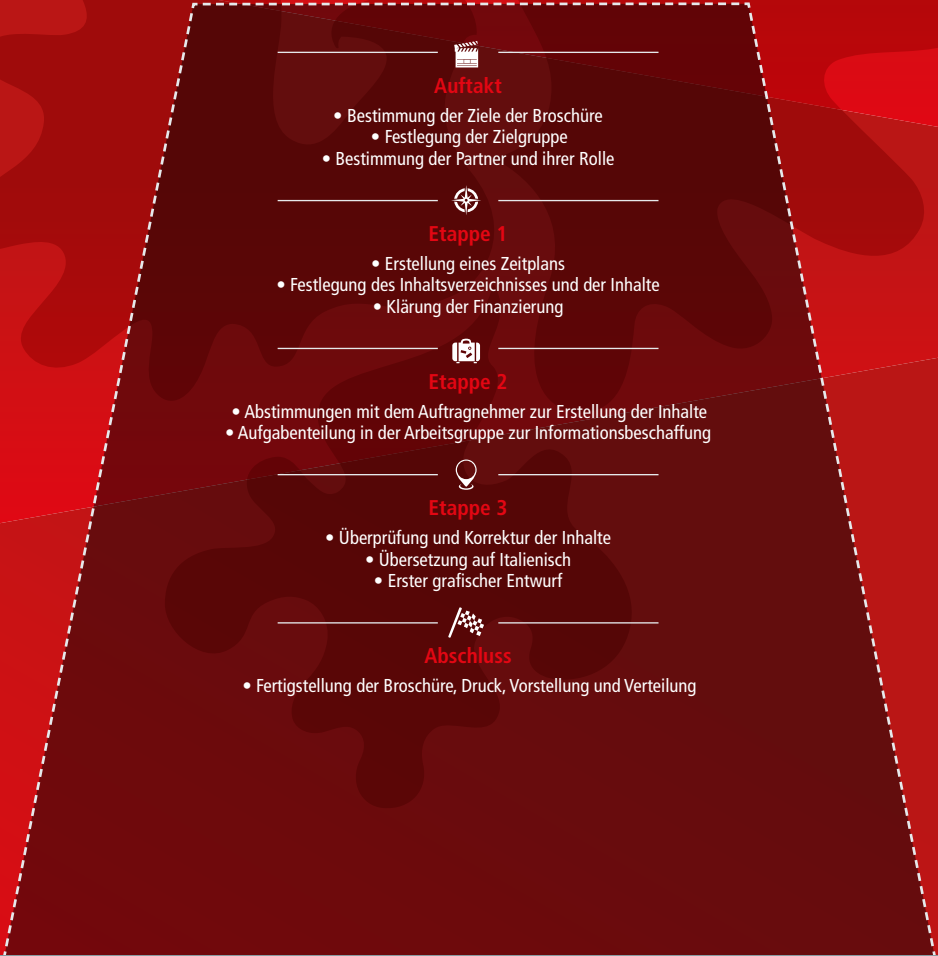 Auftakt
• Bestimmung der Ziele der Broschüre
• Festlegung der Zielgruppe
• Bestimmung der Partner und ihrer Rolle
Etappe 1
• Erstellung eines Zeitplans
• Festlegung des Inhaltsverzeichnisses und der Inhalte
• Klärung der Finanzierung
Etappe 2
• Abstimmungen mit dem Auftragnehmer zur Erstellung der Inhalte
• Aufgabenteilung in der Arbeitsgruppe zur Informationsbeschaffung
Etappe 3
• Überprüfung und Korrektur der Inhalte
• Übersetzung auf Italienisch
• Erster grafischer Entwurf
Abschluss
• Fertigstellung der Broschüre, Druck, Vorstellung und Verteilung